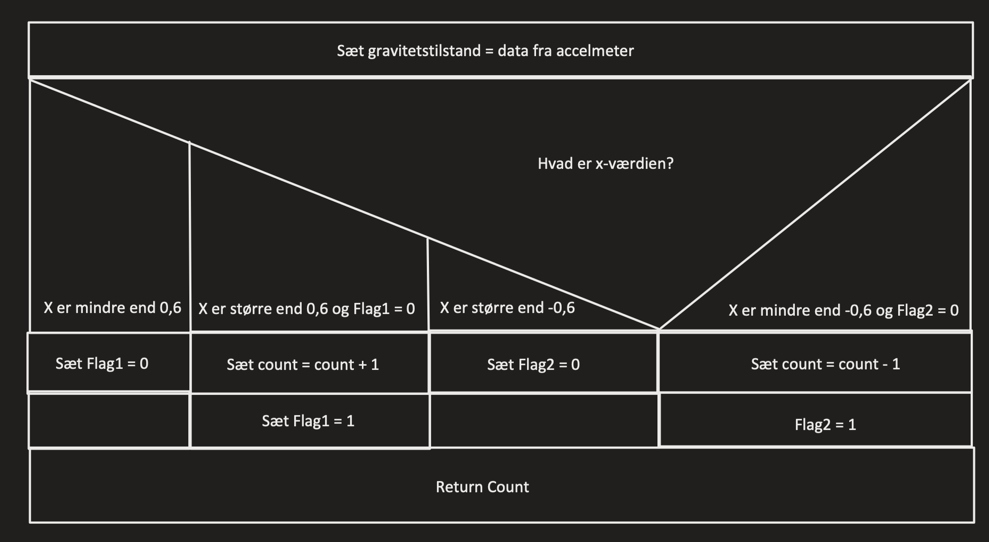 Sæt gravitetstilstand = data fra accelmeter
Hvad er x-værdien?
X er mindre end 0,6
X er større end 0,6 og Flag1 = 0
X er større end -0,6
X er mindre end -0,6 og Flag2 = 0
Sæt Flag1 = 0
Sæt count = count + 1
Sæt Flag2 = 0
Sæt count = count - 1
Sæt Flag1 = 1
Flag2 = 1
Return Count